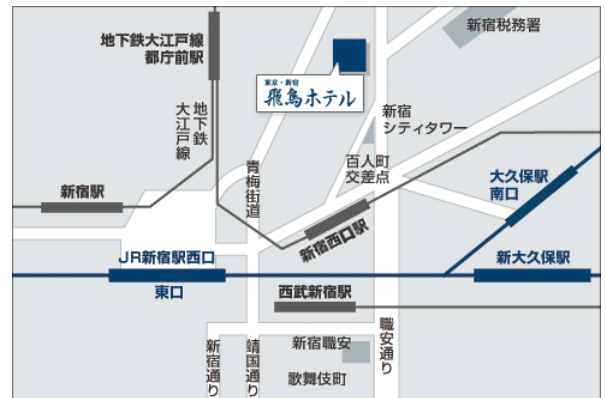 地下鉄大江戸線
都庁前駅
新宿税務署
東京・新宿
飛鳥ホテル
地下鉄
大江戸線
新宿
シティタワー
青梅街道
百人町
交差点
大久保駅
南口
新宿駅
新宿西口駅
JR新宿駅西口
新大久保駅
東口
西武新宿駅
新宿通り
靖国通り
新宿職安
職安通り
歌舞伎町